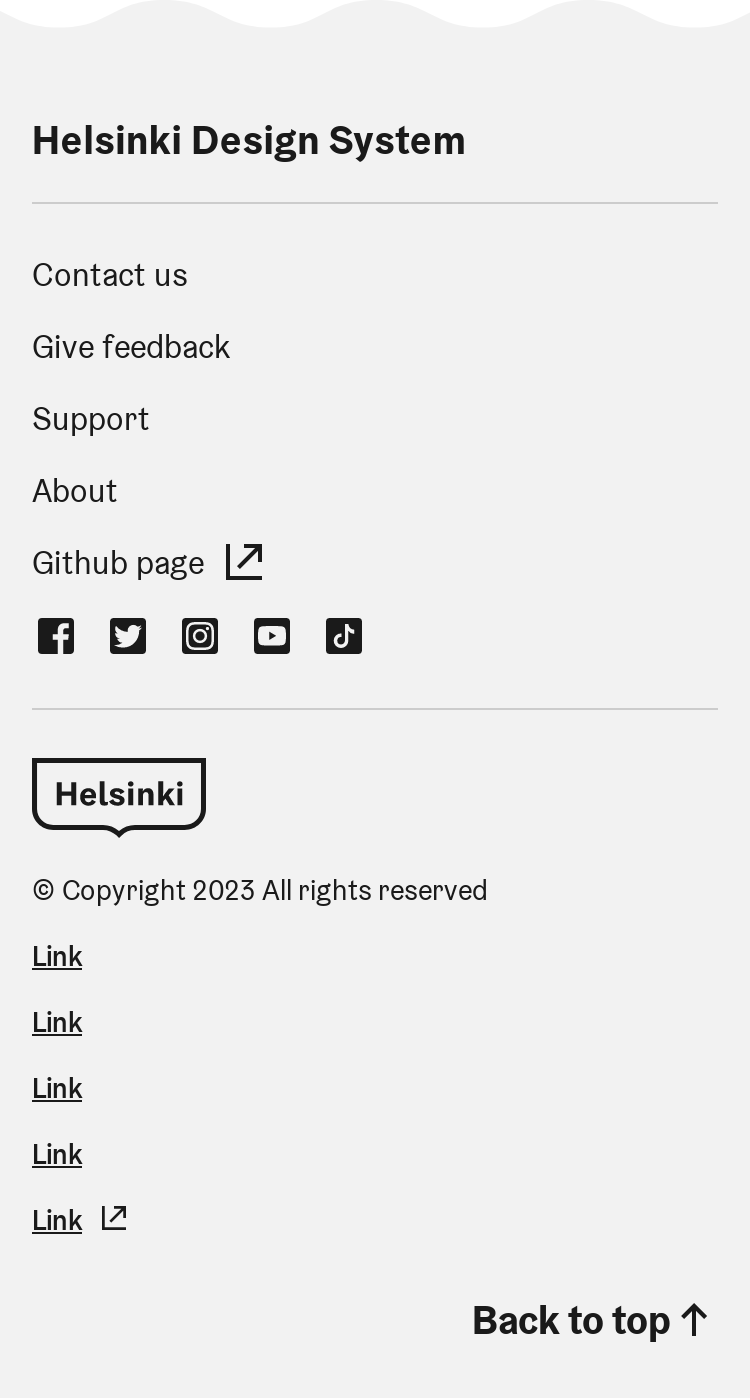 Helsinki Design System
Contact us
Give feedback
Support
About
Github page
Helsinki
© Copyright 2023 All rights reserved
Link
Link
Link
Link
Link
Back to top